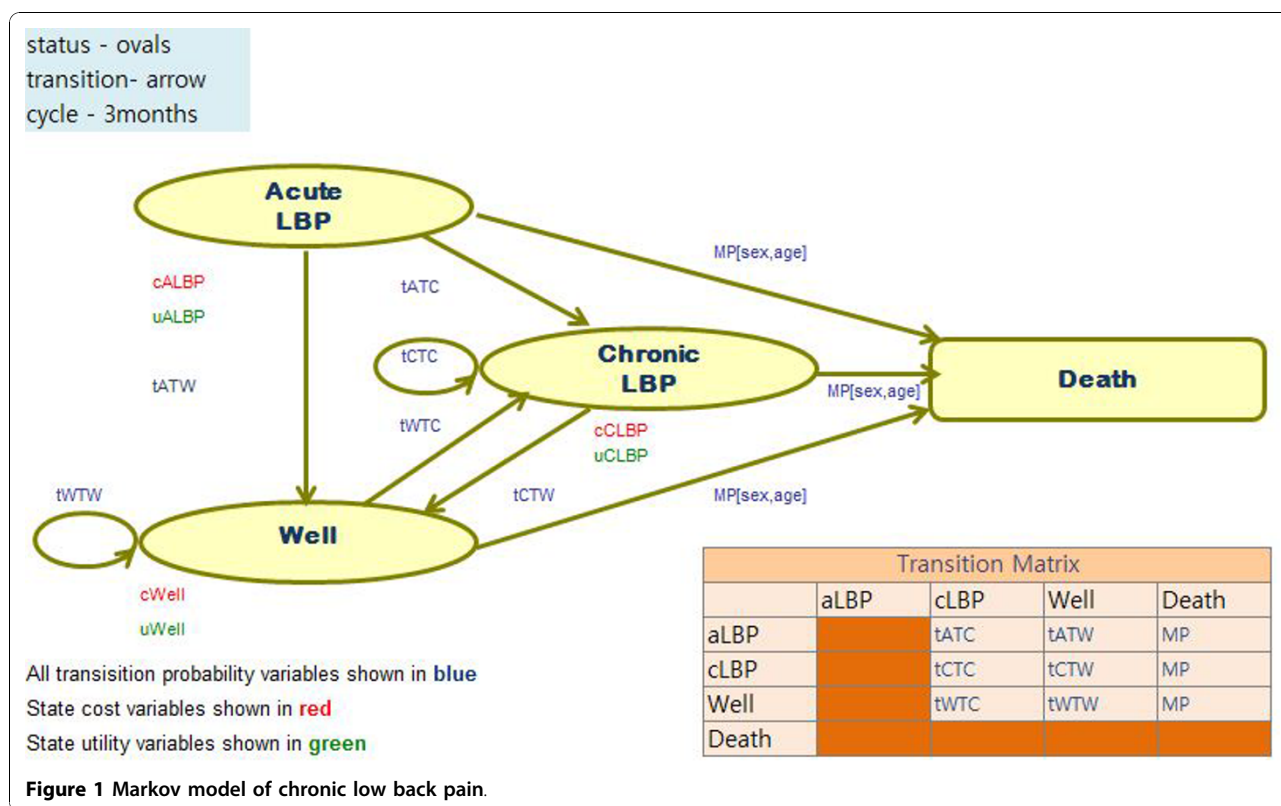 status - ovals
transition- arrow
cycle - 3months
Acute
LBP
MP[sex,age]
cALBP
uALBP
tATC
tATW
tCTC
Chronic
LBP
Death
MP[sex,age]
tWTC
cCLBP
uCLBP
tWTW
tCTW
MP[sex,age]
Well
cWell
uWell
Transition Matrix
aLBP cLBP Well Death
aLBP tATC tATW MP
cLBP tCTC tCTW MP
Well tWTC tWTW MP
Death
All transisition probability variables shown in blue
State cost variables shown in red
State utility variables shown in green
Figure 1 Markov model of chronic low back pain.